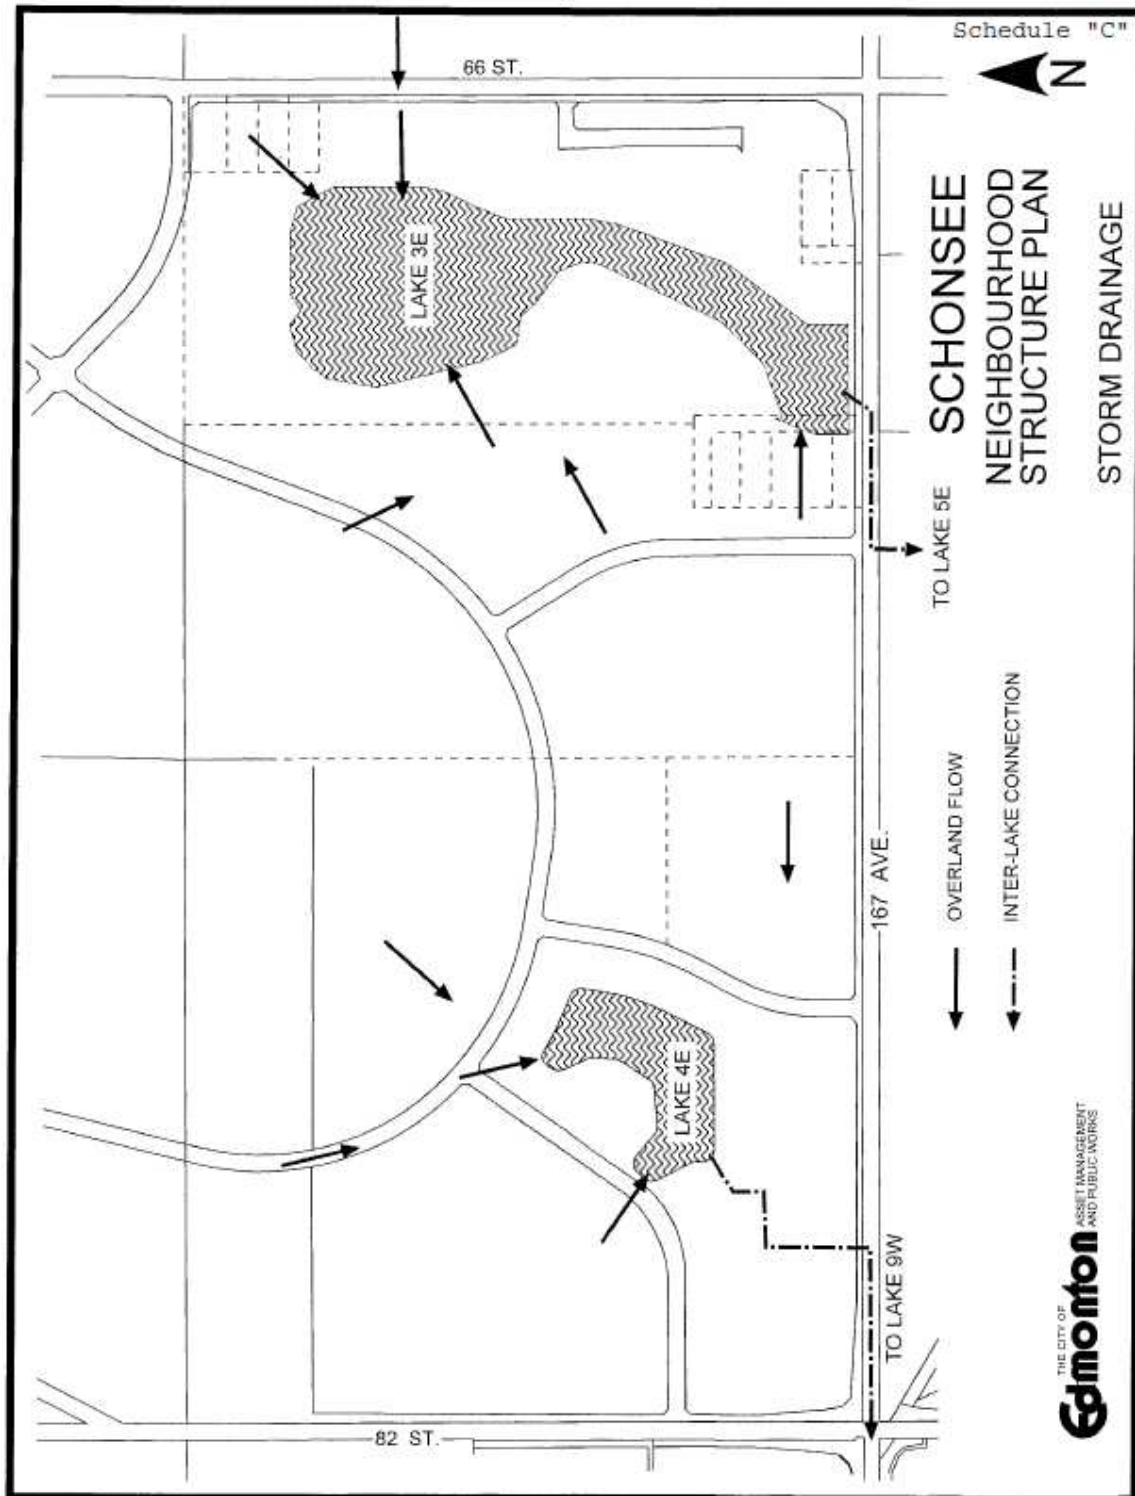 Schedule "C"
N
66 ST.
LAKE 3E
SCHONSEE
NEIGHBOURHOOD
STRUCTURE PLAN
STORM DRAINAGE
TO LAKE 5E
OVERLAND FLOW
INTER-LAKE CONNECTION
167 AVE.
LAKE 4E
TO LAKE 9W
82 ST.
THE CITY OF
Edmonton
ASSET MANAGEMENT
AND PUBLIC WORKS